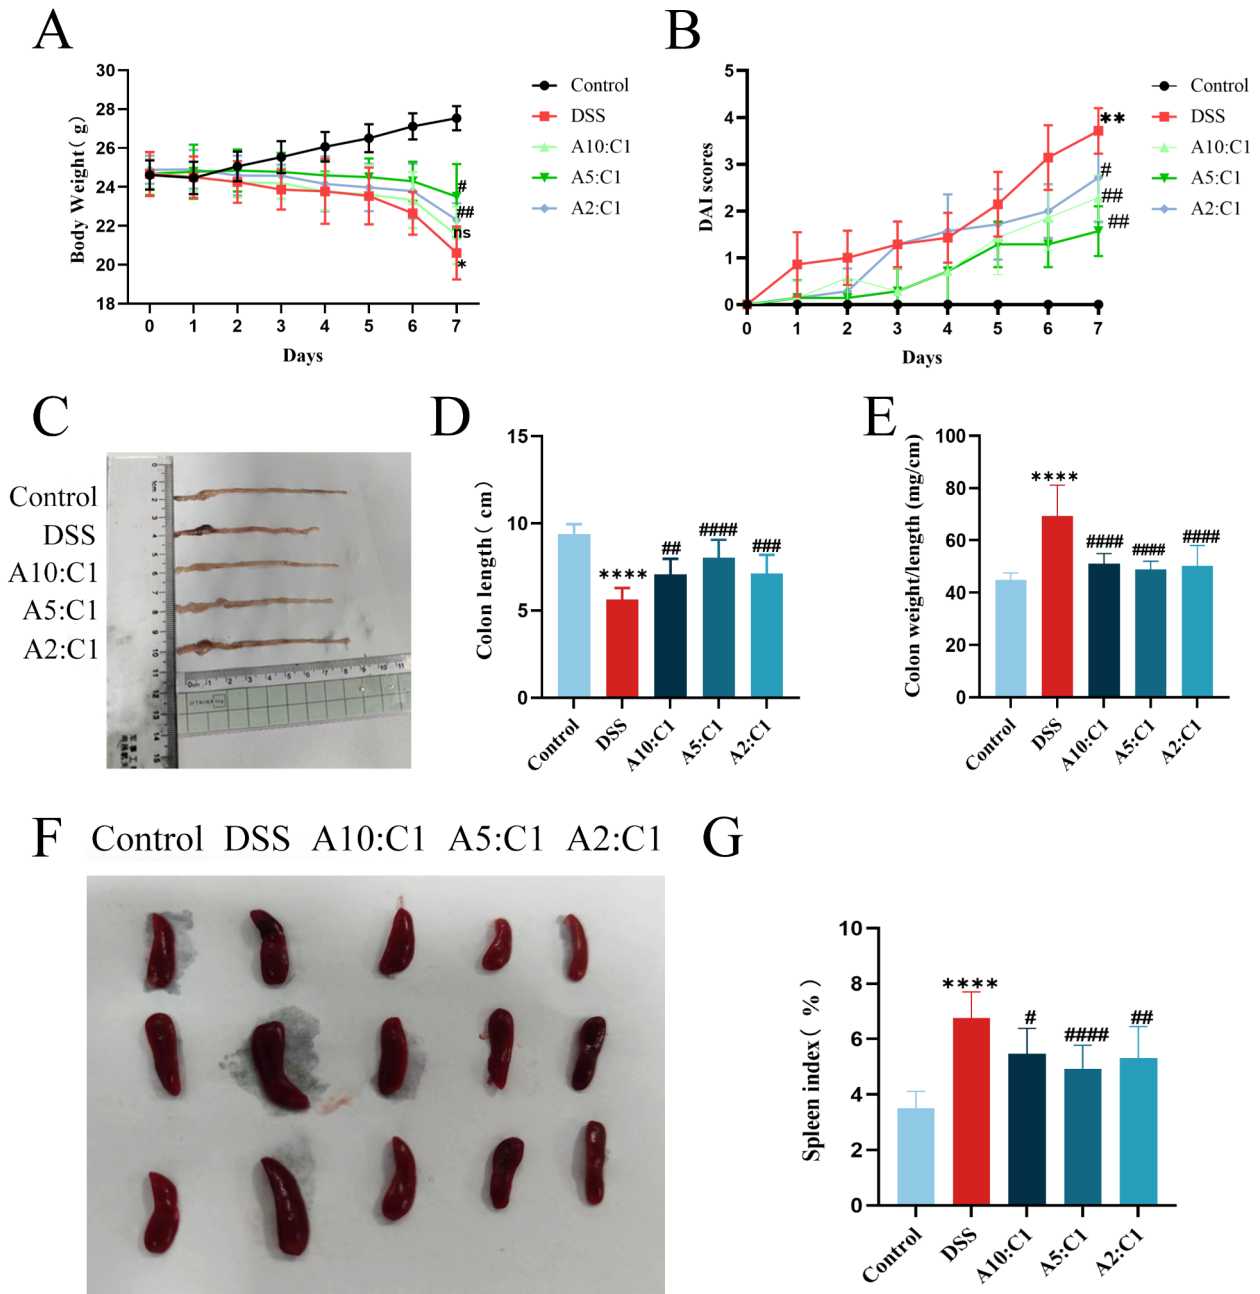 A
30
28
26
24
22
20
18
Body Weight( g)
0 1 2 3 4 5 6 7
Days
Control
DSS
A10:C1
A5:C1
A2:C1
#
##
ns
*
B
5
4
3
2
1
0
DAI scores
0 1 2 3 4 5 6 7
Days
Control
DSS
A10:C1
A5:C1
A2:C1
**
#
##
##
C
Control
DSS
A10:C1
A5:C1
A2:C1
D
15
10
5
0
Colon length ( cm)
****
##
####
###
Control DSS A10:C1 A5:C1 A2:C1
E
100
80
60
40
20
0
Colon weight/length (mg/cm)
****
####
####
####
Control DSS A10:C1 A5:C1 A2:C1
F
Control DSS A10:C1 A5:C1 A2:C1
G
10
8
6
4
2
0
Spleen index( % )
****
#
####
##
Control DSS A10:C1 A5:C1 A2:C1